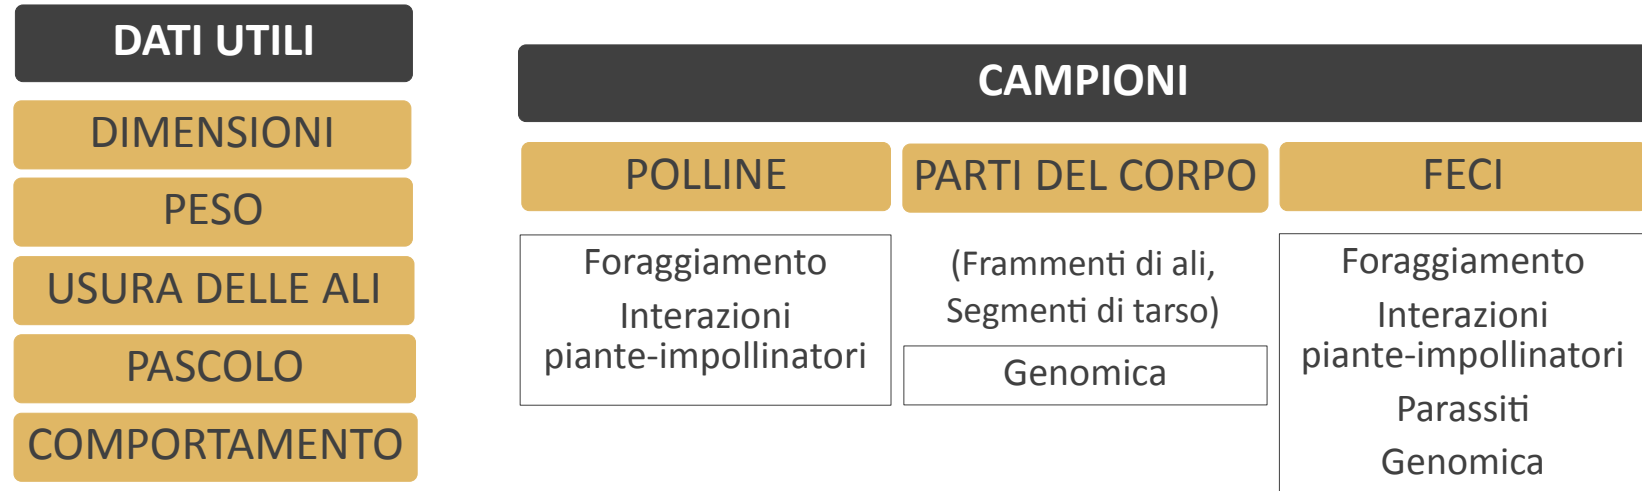 DATI UTILI
DIMENSIONI
PESO
USURA DELLE ALI
PASCOLO
COMPORTAMENTO
CAMPIONI
POLLINE
Foraggiamento
Interazioni
piante-impollinatori
PARTI DEL CORPO
(Frammenti di ali,
Segmenti di tarso)
Genomica
FECI
Foraggiamento
Interazioni
piante-impollinatori
Parassiti
Genomica